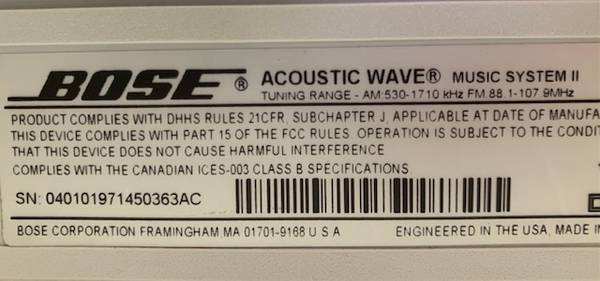 BOSE® ACOUSTIC WAVE® MUSIC SYSTEM II
TUNING RANGE - AM:530-1710 kHz FM:88.1-107.9MHz
PRODUCT COMPLIES WITH DHHS RULES 21CFR, SUBCHAPTER J, APPLICABLE AT DATE OF MANUFA
THIS DEVICE COMPLIES WITH PART 15 OF THE FCC RULES. OPERATION IS SUBJECT TO THE CONDIT
THAT THIS DEVICE DOES NOT CAUSE HARMFUL INTERFERENCE
COMPLIES WITH THE CANADIAN ICES-003 CLASS B SPECIFICATIONS
SN: 040101971450363AC
BOSE CORPORATION FRAMINGHAM, MA 01701-9168 U S A ENGINEERED IN THE USA, MADE I